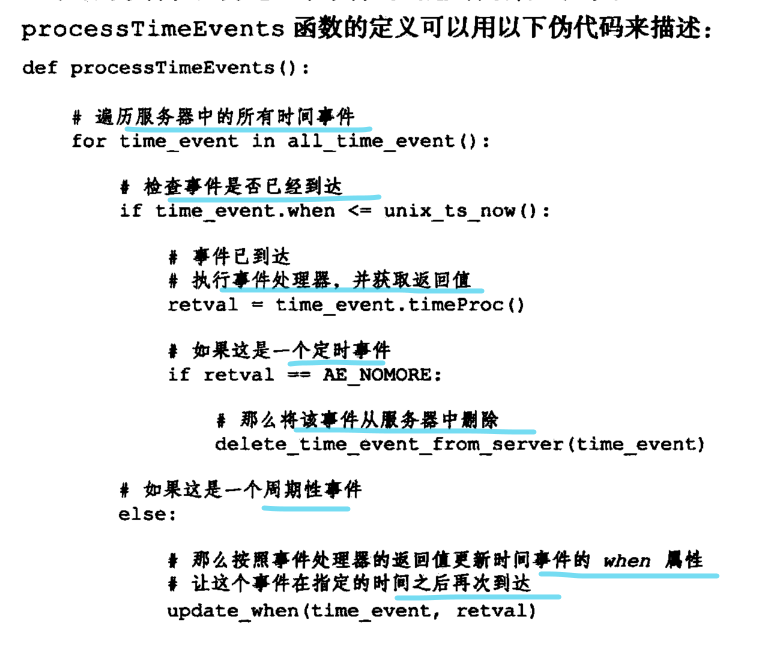 processTimeEvents 函数的定义可以用以下伪代码来描述：
def processTimeEvents():
# 遍历服务器中的所有时间事件
for time_event in all_time_event():
# 检查事件是否已经到达
if time_event.when <= unix_ts_now():
# 事件已到达
# 执行事件处理器，并获取返回值
retval = time_event.timeProc()
# 如果这是一个定时事件
if retval == AE_NOMORE:
# 那么将该事件从服务器中删除
delete_time_event_from_server(time_event)
# 如果这是一个周期性事件
else:
# 那么按照事件处理器的返回值更新时间事件的 when 属性
# 让这个事件在指定的时间之后再次到达
update_when(time_event, retval)